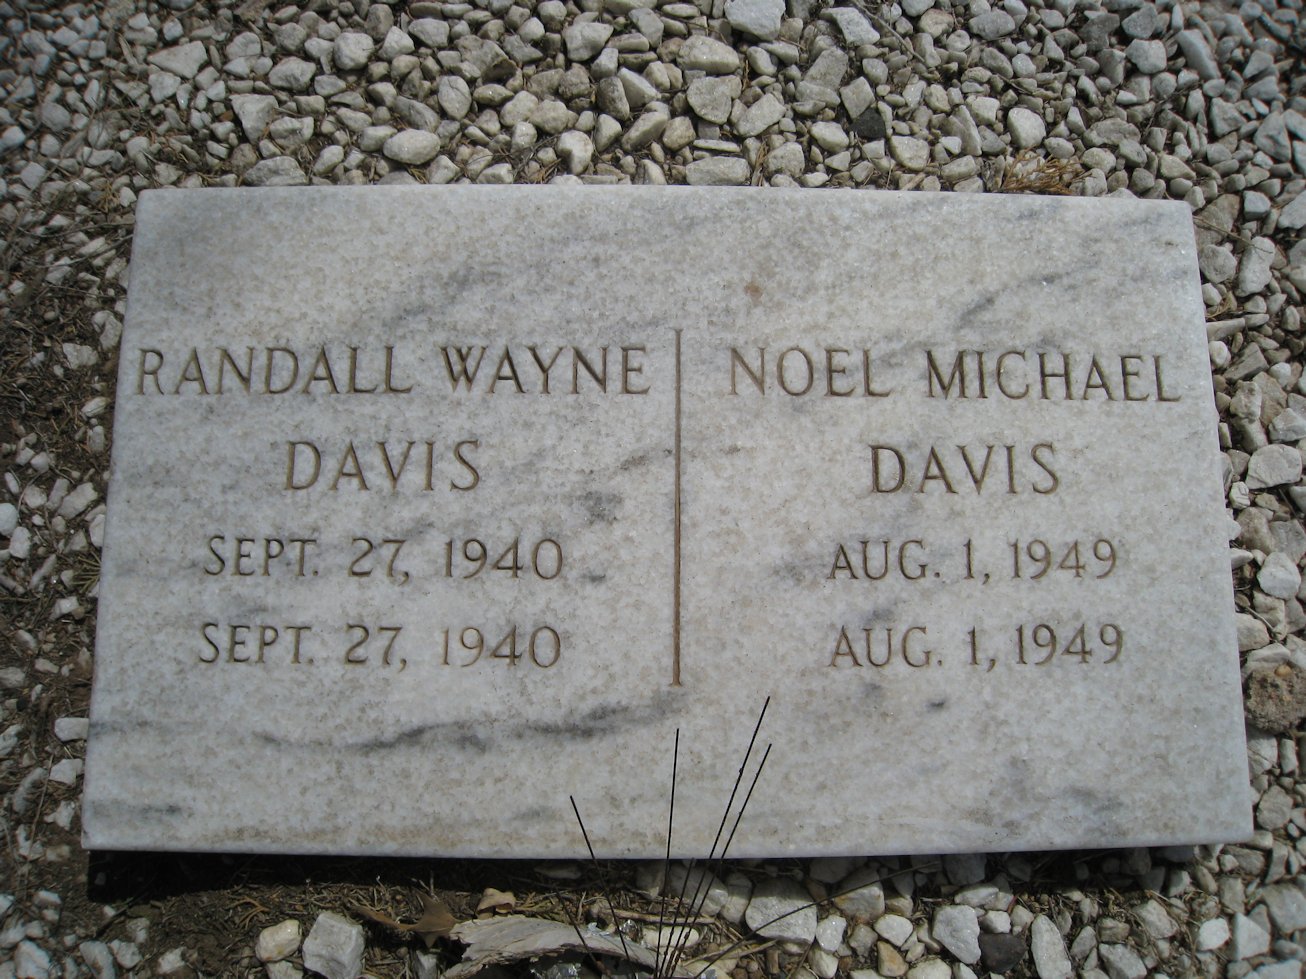 RANDALL WAYNE
DAVIS
SEPT. 27, 1940
SEPT. 27, 1940
NOEL MICHAEL
DAVIS
AUG. 1, 1949
AUG. 1, 1949